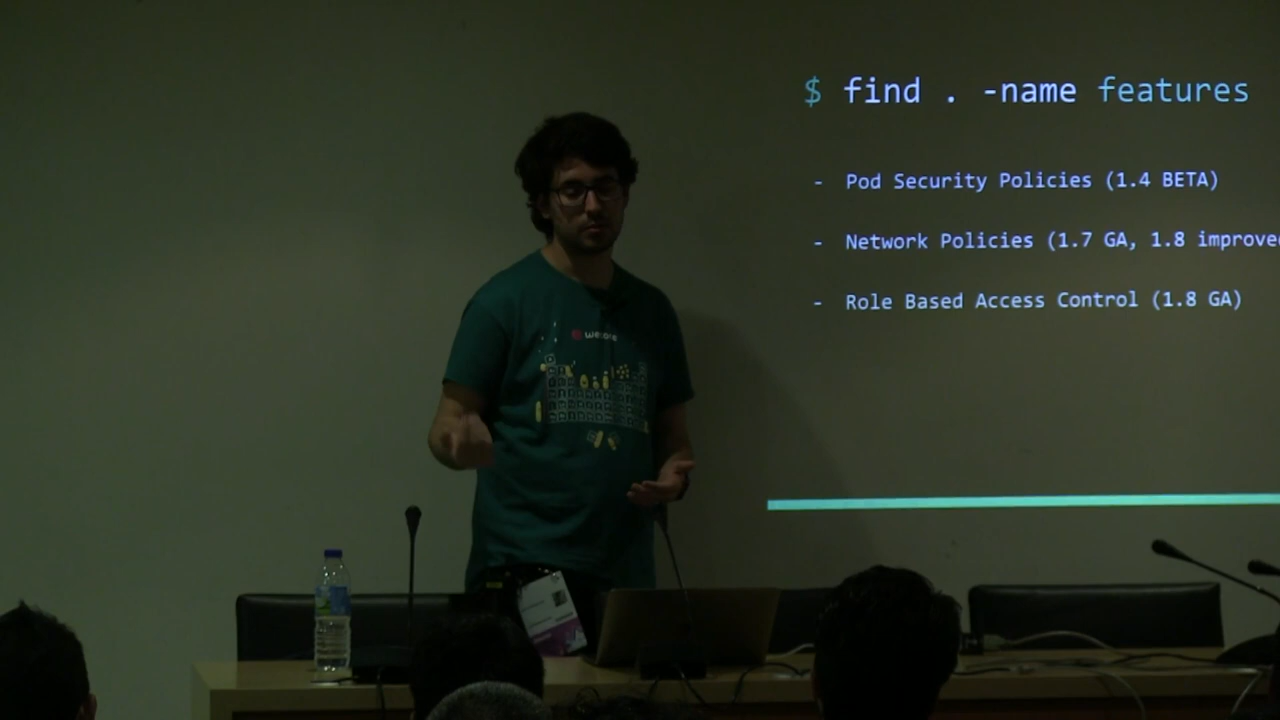 $ find . -name features
- Pod Security Policies (1.4 BETA)
- Network Policies (1.7 GA, 1.8 improve
- Role Based Access Control (1.8 GA)